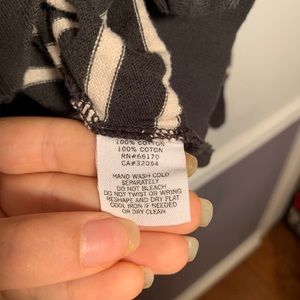 100% COTTON
100% COTON
RN#66170
CA#32054
HAND WASH COLD
SEPARATELY
DO NOT BLEACH
DO NOT TWIST OR WRING
RESHAPE AND DRY FLAT
COOL IRON IF NEEDED
OR DRY CLEAN